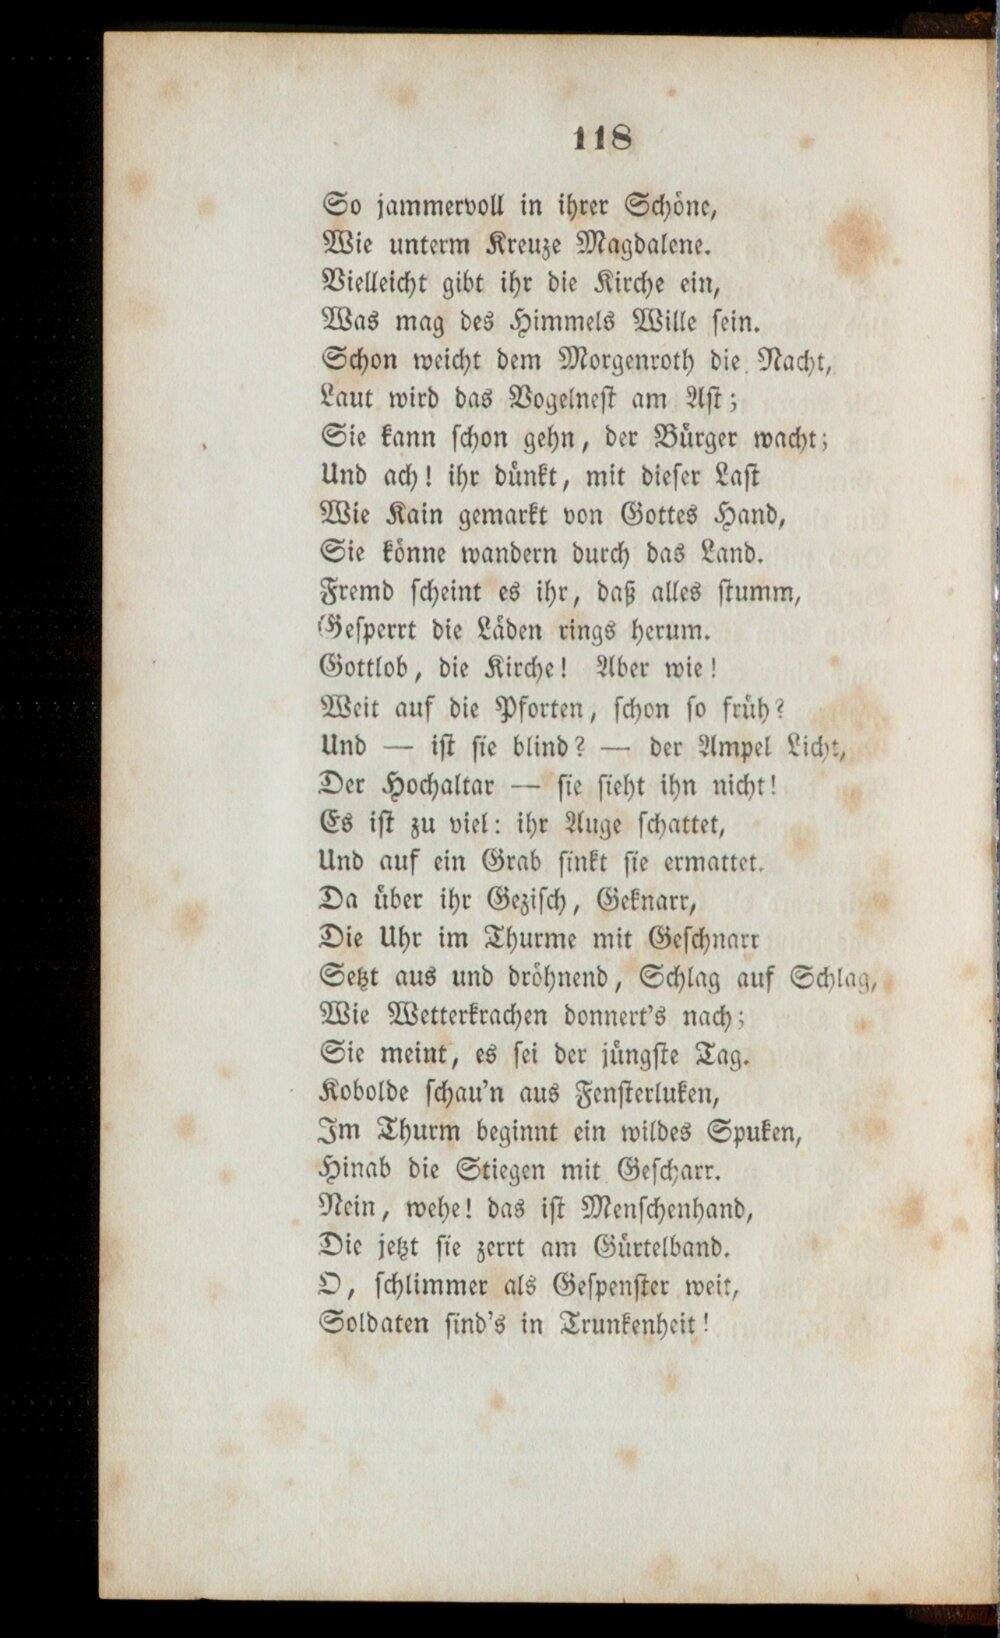 118
So jammervoll in ihrer Schöne,
Wie unterm Kreuze Magdalene.
Vielleicht gibt ihr die Kirche ein,
Was mag des Himmels Wille sein.
Schon weicht dem Morgenroth die Nacht,
Laut wird das Vogelnest am Ast;
Sie kann schon gehn, der Bürger wacht;
Und ach! ihr dünkt, mit dieser Last
Wie Kain gemarkt von Gottes Hand,
Sie könne wandern durch das Land.
Fremd scheint es ihr, daß alles stumm,
Gesperrt die Läden rings herum.
Gottlob, die Kirche! Aber wie!
Weit auf die Pforten, schon so früh?
Und — ist sie blind? — der Ampel Licht,
Der Hochaltar — sie sieht ihn nicht!
Es ist zu viel: ihr Auge schattet,
Und auf ein Grab sinkt sie ermattet.
Da über ihr Gezisch, Geknarr,
Die Uhr im Thurme mit Geschnarr
Setzt aus und dröhnend, Schlag auf Schlag,
Wie Wetterkrachen donnert's nach;
Sie meint, es sei der jüngste Tag.
Kobolde schau'n aus Fensterluken,
Im Thurm beginnt ein wildes Spuken,
Hinab die Stiegen mit Gescharr.
Nein, wehe! das ist Menschenhand,
Die jetzt sie zerrt am Gürtelband.
O, schlimmer als Gespenster weit,
Soldaten sind's in Trunkenheit!